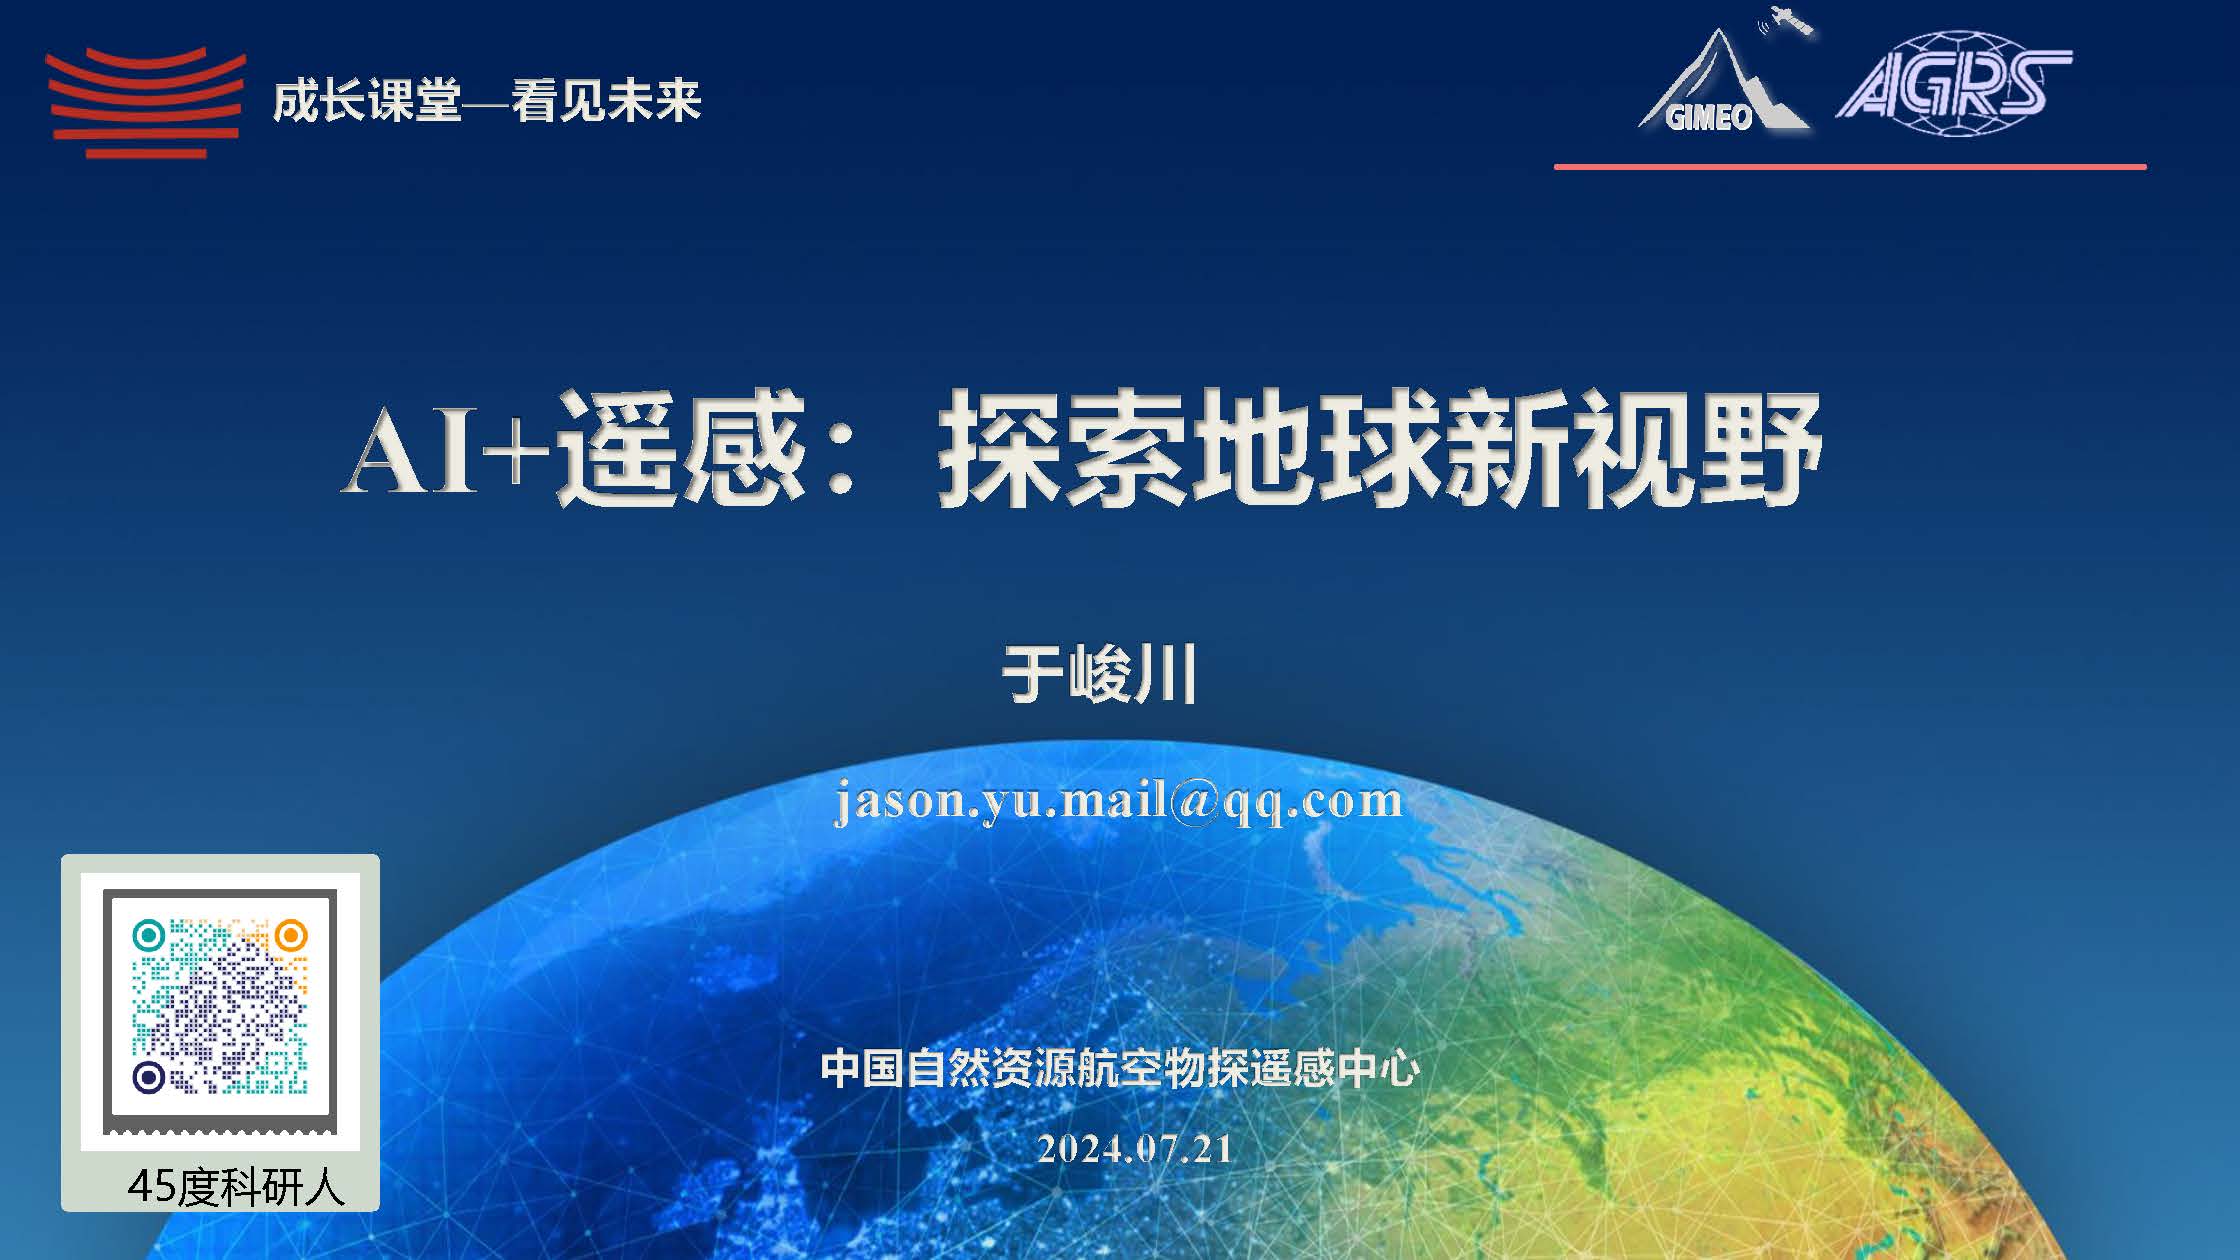 成长课堂—看见未来
GIMEO
AGRS
AI+遥感：探索地球新视野
于峻川
jason.yu.mail@qq.com
中国自然资源航空物探遥感中心
2024.07.21
45度科研人